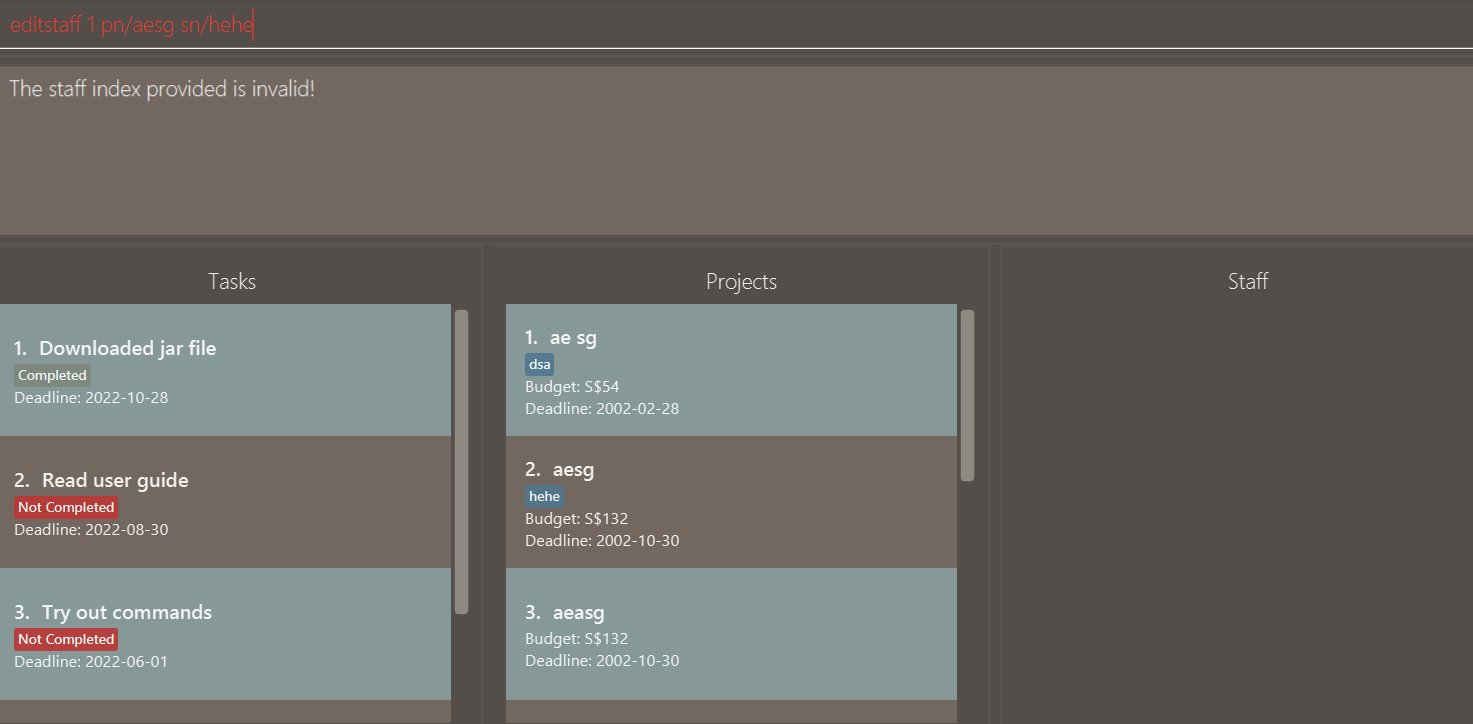 editstaff 1 pn/aesg sn/hehe
The staff index provided is invalid!
Tasks
1. Downloaded jar file
Completed
Deadline: 2022-10-28
2. Read user guide
Not Completed
Deadline: 2022-08-30
3. Try out commands
Not Completed
Deadline: 2022-06-01
Projects
1. ae sg
dsa
Budget: S$54
Deadline: 2002-02-28
2. aesg
hehe
Budget: S$132
Deadline: 2002-10-30
3. aeasg
Budget: S$132
Deadline: 2002-10-30
Staff